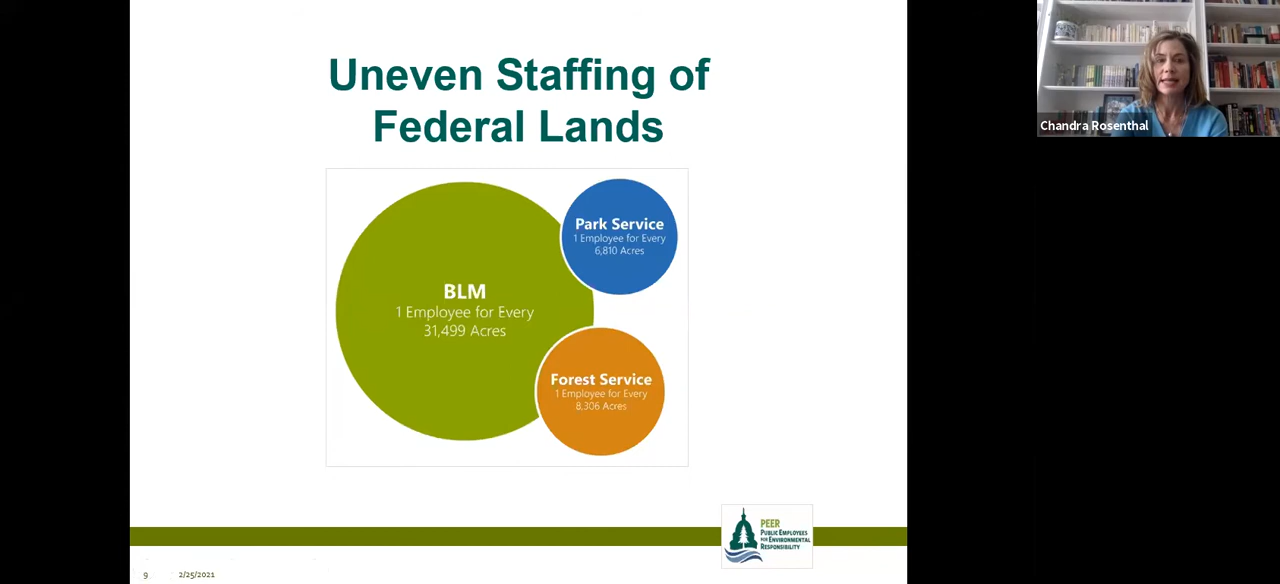 Uneven Staffing of
Federal Lands
BLM
1 Employee for Every
31,499 Acres
Park Service
1 Employee for Every
6,810 Acres
Forest Service
1 Employee for Every
8,306 Acres
PEER
PUBLIC EMPLOYEES
FOR ENVIRONMENTAL
RESPONSIBILITY
9
2/25/2021
Chandra Rosenthal